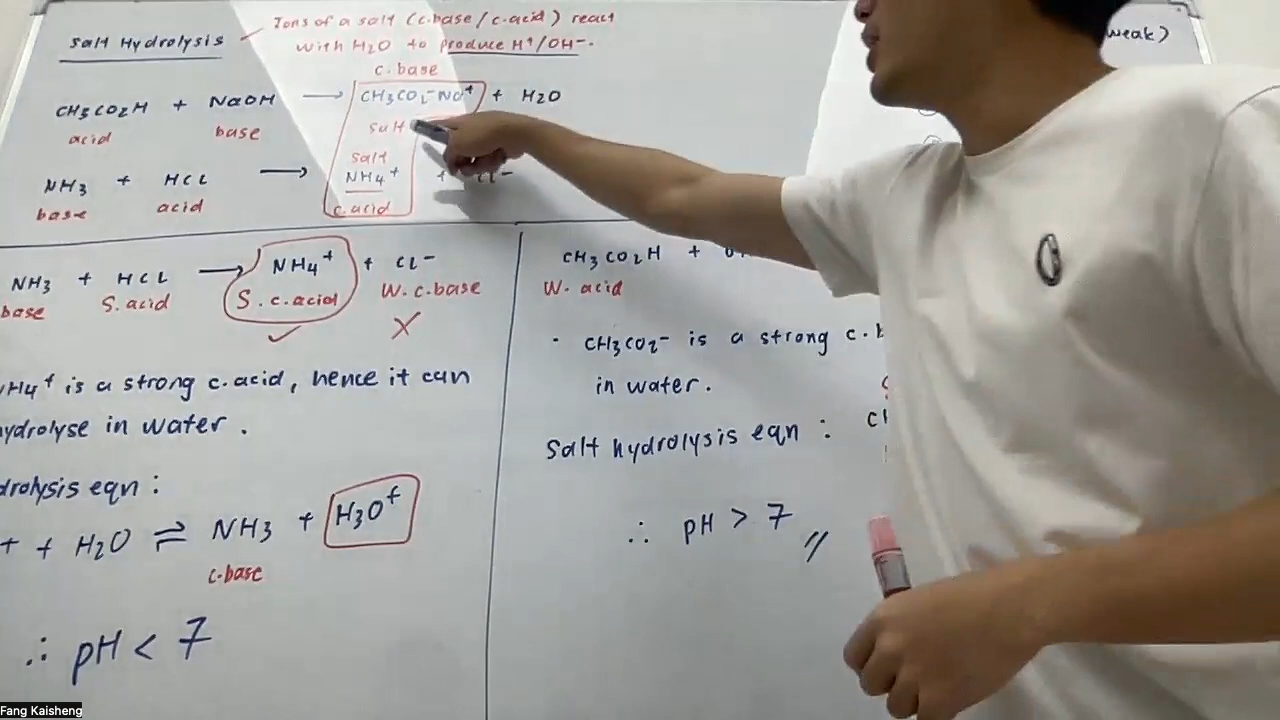 Salt Hydrolysis
Ions of a salt (c.base / c.acid) react
with H2O to produce H⁺/OH⁻.
weak)
c.base
CH3CO2H + NaOH ⟶ CH3CO2⁻Na⁺ + H2O
acid base salt
salt
NH3 + HCL ⟶ NH4⁺ + CL⁻
base acid c.acid
NH3 + HCL ⟶ NH4⁺ + CL⁻
base S.acid S.c.acid W.c.base
✓ X
NH4⁺ is a strong c.acid, hence it can
hydrolyse in water.
drolysis eqn :
+ + H2O ⇌ NH3 + H3O⁺
c.base
∴ pH < 7
CH3CO2H +
W. acid
· CH3CO2⁻ is a strong c.b
in water.
Salt hydrolysis eqn :
∴ pH > 7 //
Fang Kaisheng